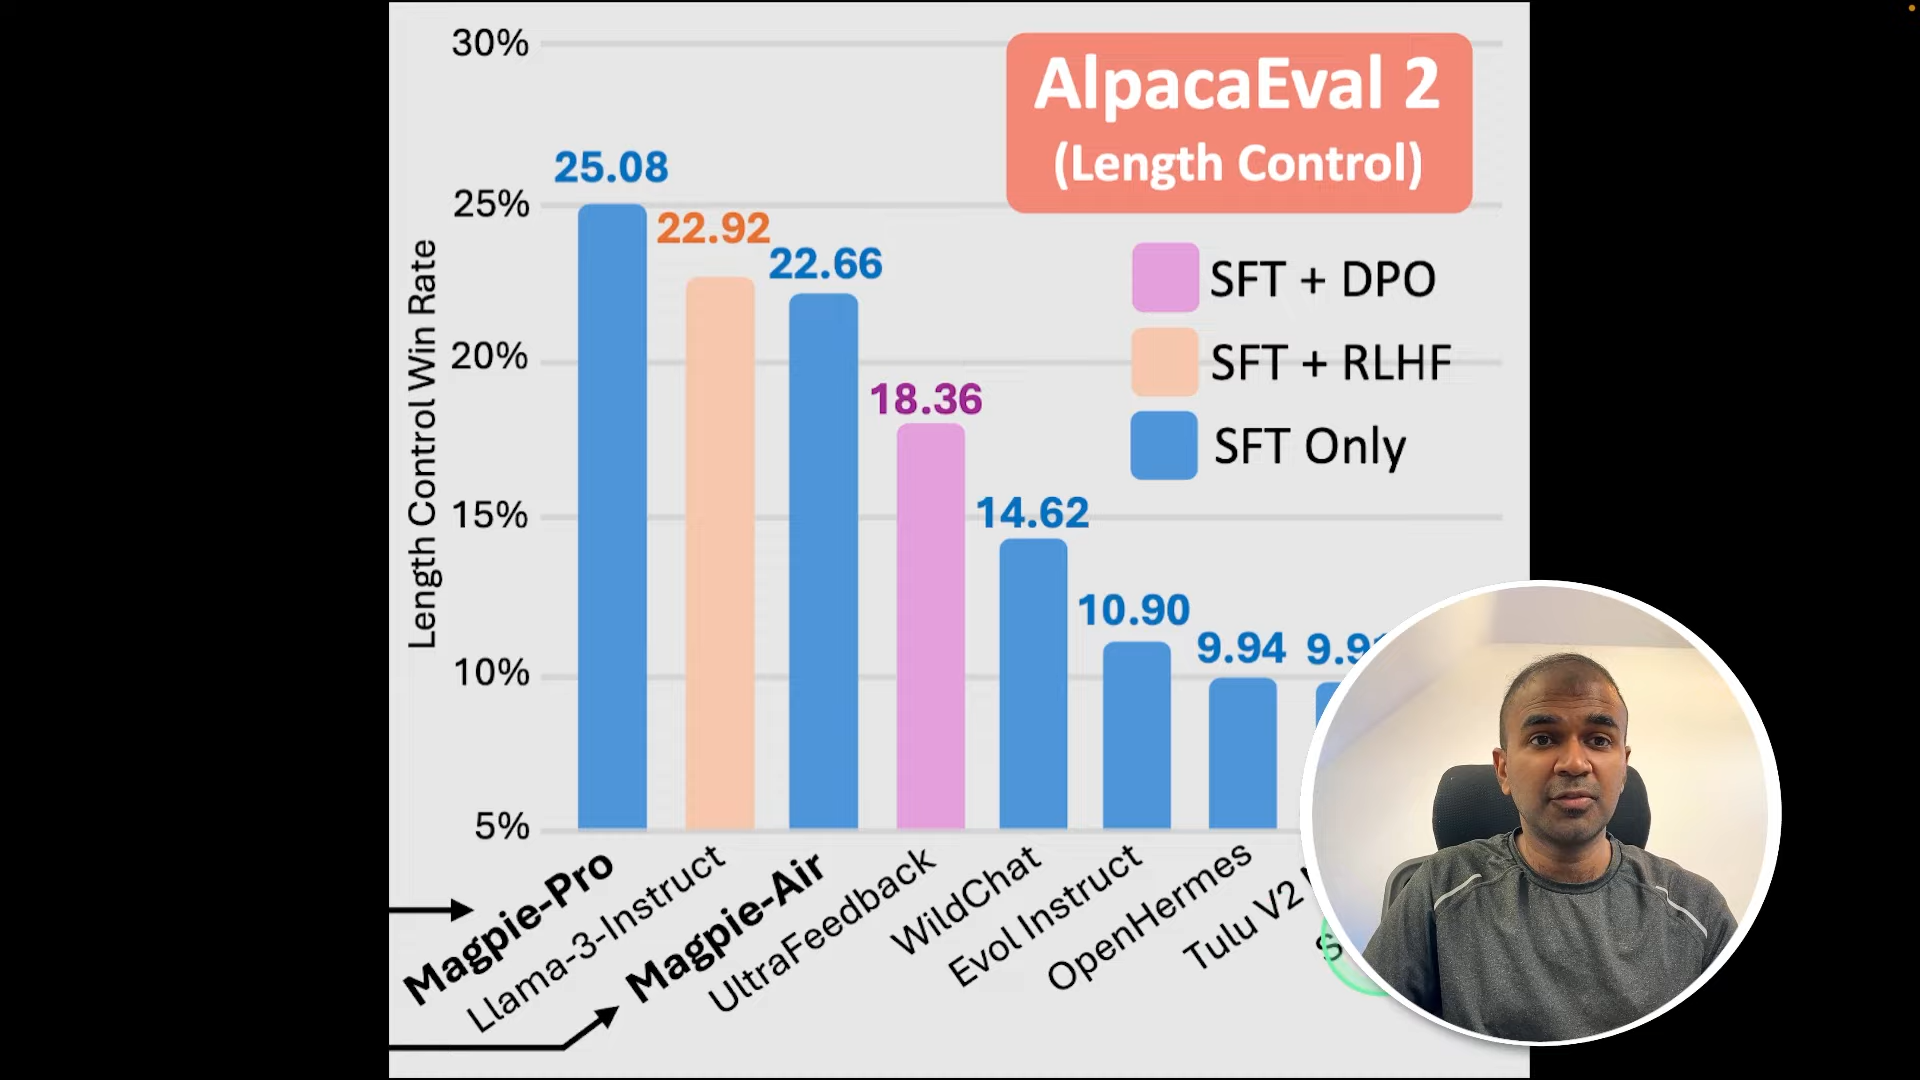 AlpacaEval 2
(Length Control)
Length Control Win Rate
30%
25%
20%
15%
10%
5%
25.08
22.92
22.66
18.36
14.62
10.90
9.94
SFT + DPO
SFT + RLHF
SFT Only
Magpie-Pro
Llama-3-Instruct
Magpie-Air
UltraFeedback
WildChat
Evol Instruct
OpenHermes
Tulu V2